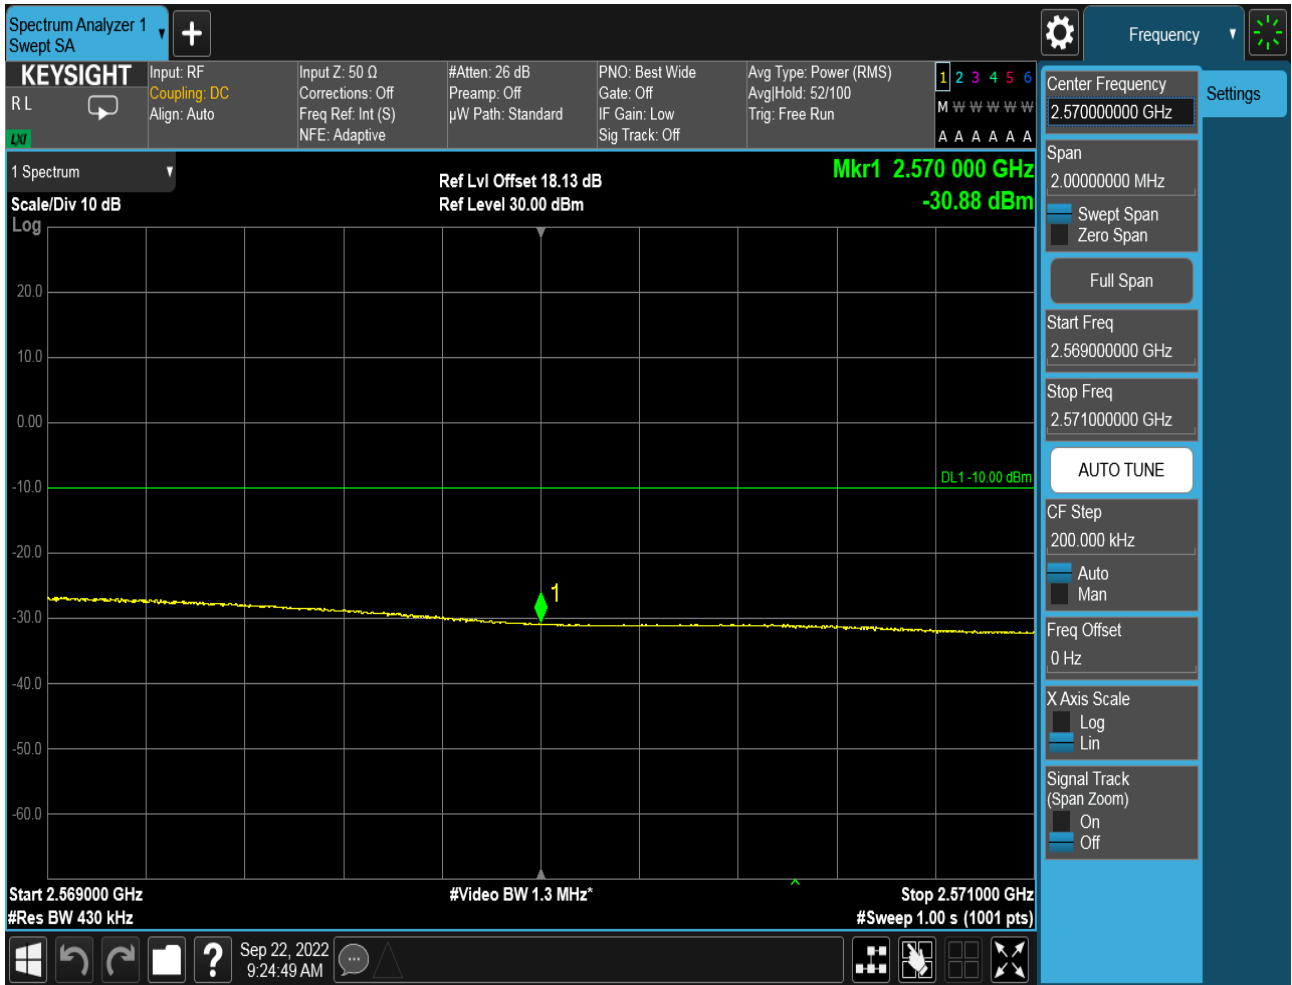 Spectrum Analyzer 1
Swept SA
Frequency
KEYSIGHT
R L
LXI
Input: RF
Coupling: DC
Align: Auto
Input Z: 50 Ω
Corrections: Off
Freq Ref: Int (S)
NFE: Adaptive
#Atten: 26 dB
Preamp: Off
µW Path: Standard
PNO: Best Wide
Gate: Off
IF Gain: Low
Sig Track: Off
Avg Type: Power (RMS)
Avg|Hold: 52/100
Trig: Free Run
1 2 3 4 5 6
M W W W W W
A A A A A A
1 Spectrum
Scale/Div 10 dB
Log
Ref Lvl Offset 18.13 dB
Ref Level 30.00 dBm
Mkr1 2.570 000 GHz
-30.88 dBm
20.0
10.0
0.00
-10.0
-20.0
-30.0
-40.0
-50.0
-60.0
DL1 -10.00 dBm
1
Start 2.569000 GHz
#Res BW 430 kHz
#Video BW 1.3 MHz*
Stop 2.571000 GHz
#Sweep 1.00 s (1001 pts)
Sep 22, 2022
9:24:49 AM
?
Center Frequency
2.570000000 GHz
Settings
Span
2.00000000 MHz
Swept Span
Zero Span
Full Span
Start Freq
2.569000000 GHz
Stop Freq
2.571000000 GHz
AUTO TUNE
CF Step
200.000 kHz
Auto
Man
Freq Offset
0 Hz
X Axis Scale
Log
Lin
Signal Track
(Span Zoom)
On
Off